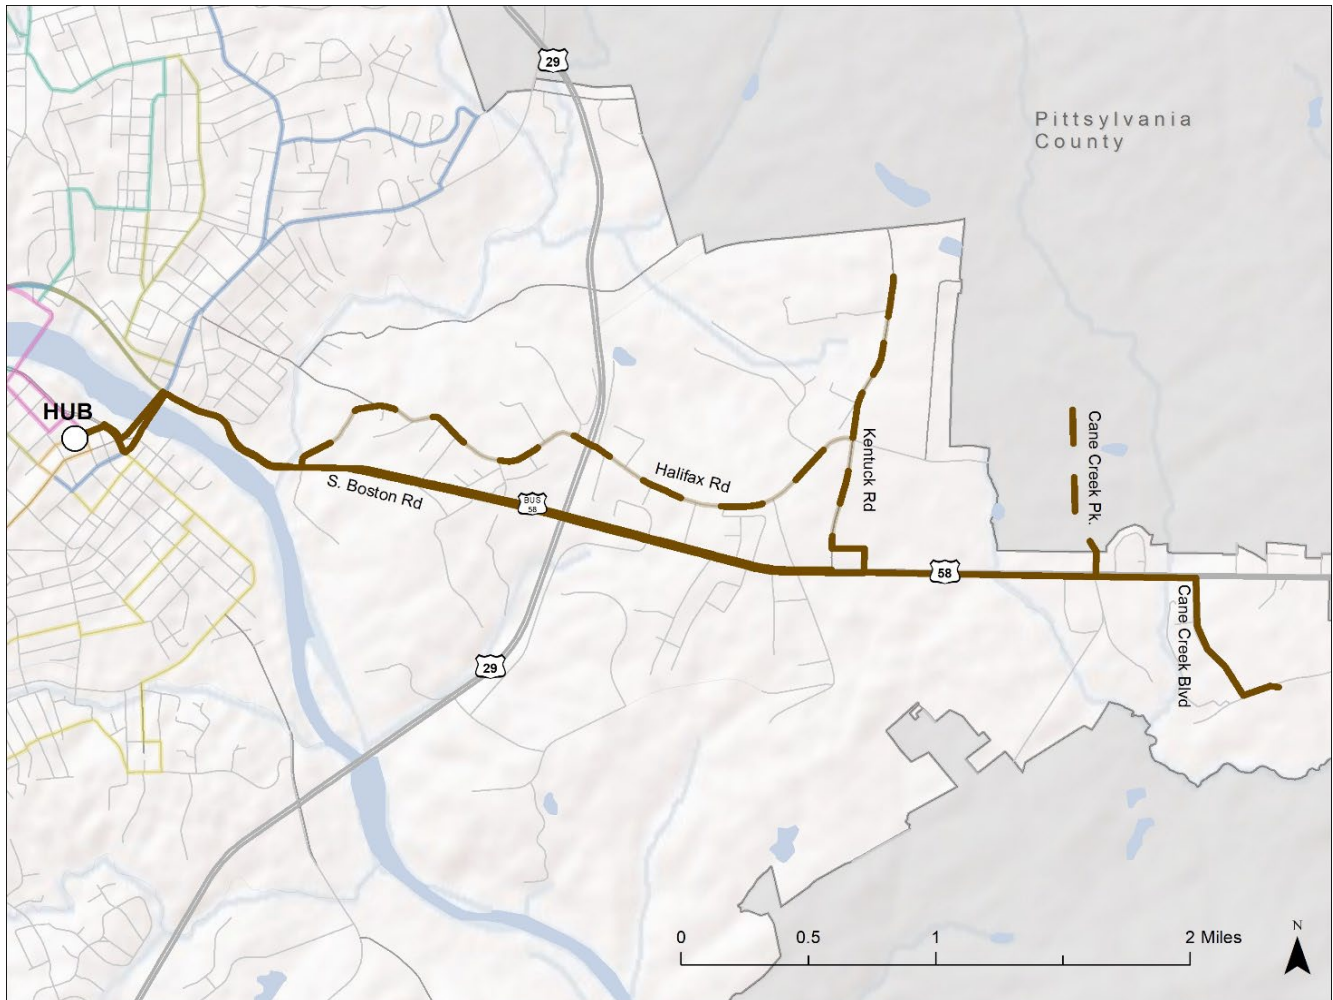 29
Pittsylvania
County
HUB
Cane Creek Pk.
Kentuck Rd
Halifax Rd
S. Boston Rd
BUS
58
58
Cane Creek Blvd
29
N
0
0.5
1
2 Miles